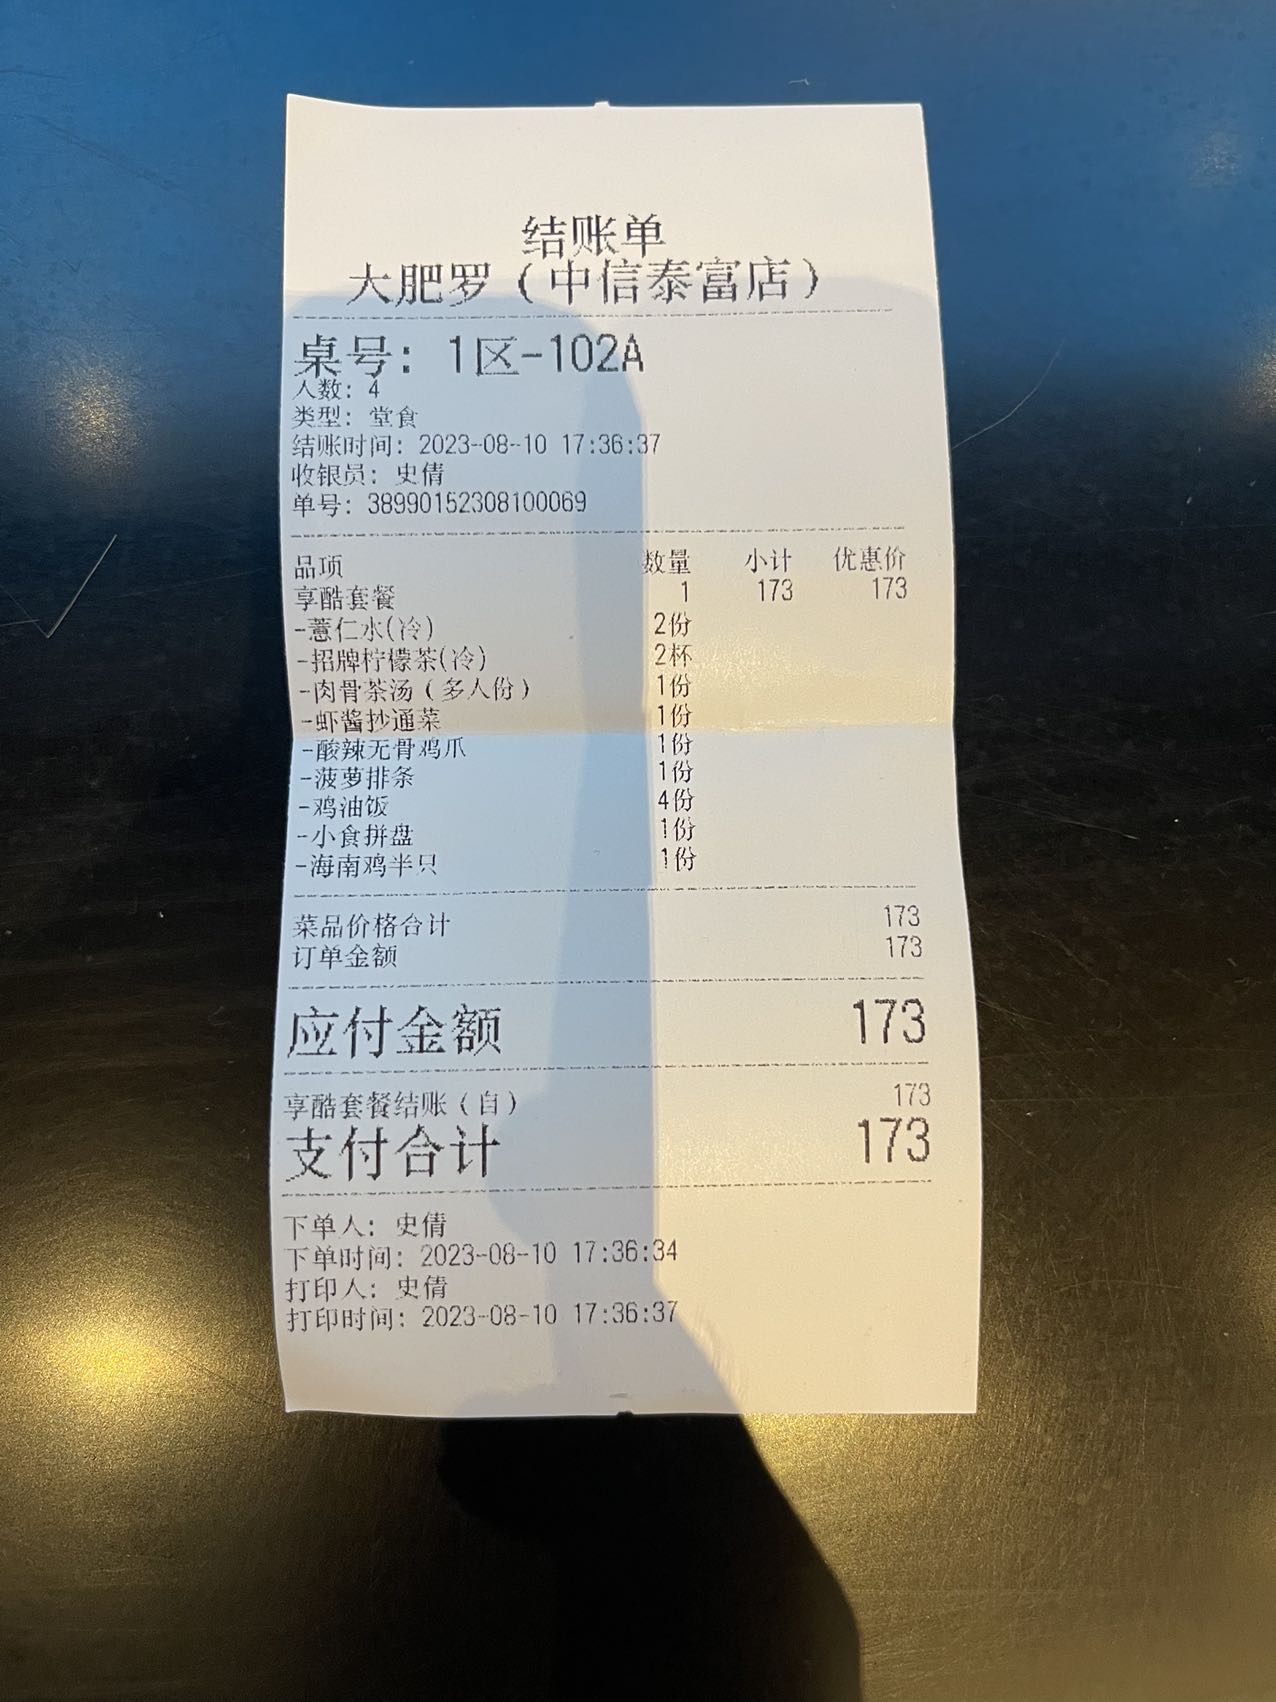 结账单
大肥罗（中信泰富店）
桌号：1区-102A
人数：4
类型：堂食
结账时间：2023-08-10 17:36:37
收银员：史倩
单号：38990152308100069
品项 数量 小计 优惠价
享酷套餐 1 173 173
-薏仁水(冷) 2份
-招牌柠檬茶(冷) 2杯
-肉骨茶汤（多人份） 1份
-虾酱抄通菜 1份
-酸辣无骨鸡爪 1份
-菠萝排条 1份
-鸡油饭 4份
-小食拼盘 1份
-海南鸡半只 1份
菜品价格合计 173
订单金额 173
应付金额 173
享酷套餐结账（自） 173
支付合计 173
下单人：史倩
下单时间：2023-08-10 17:36:34
打印人：史倩
打印时间：2023-08-10 17:36:37